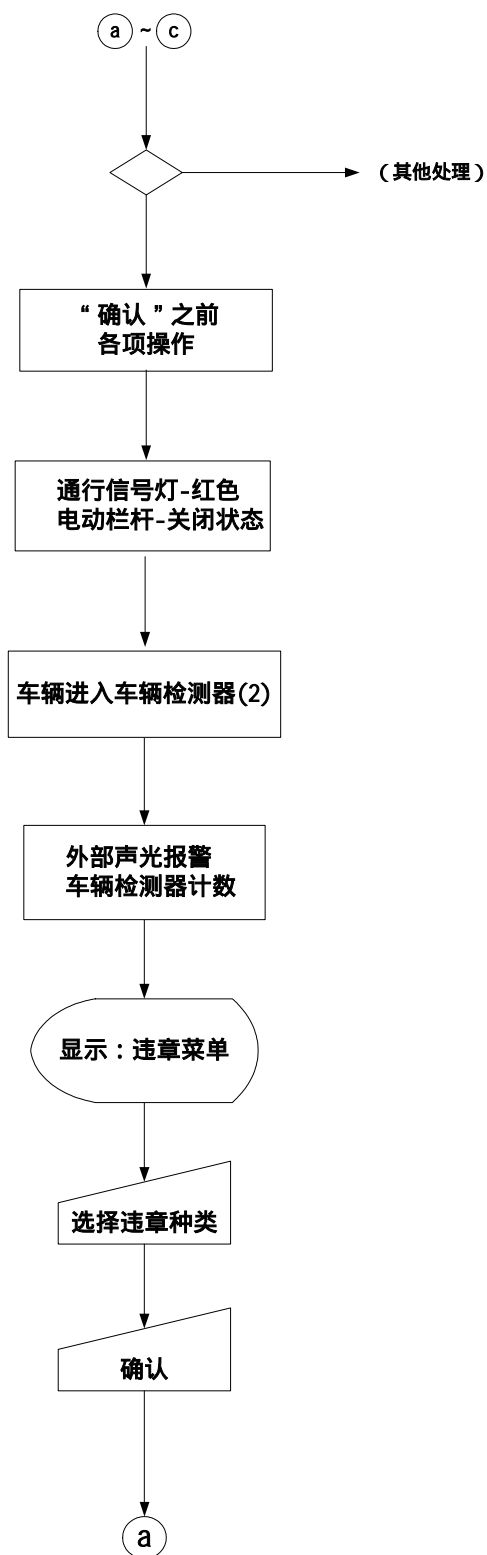 a ~ c
（其他处理）
“确认”之前
各项操作
通行信号灯-红色
电动栏杆-关闭状态
车辆进入车辆检测器(2)
外部声光报警
车辆检测器计数
显示：违章菜单
选择违章种类
确认
a